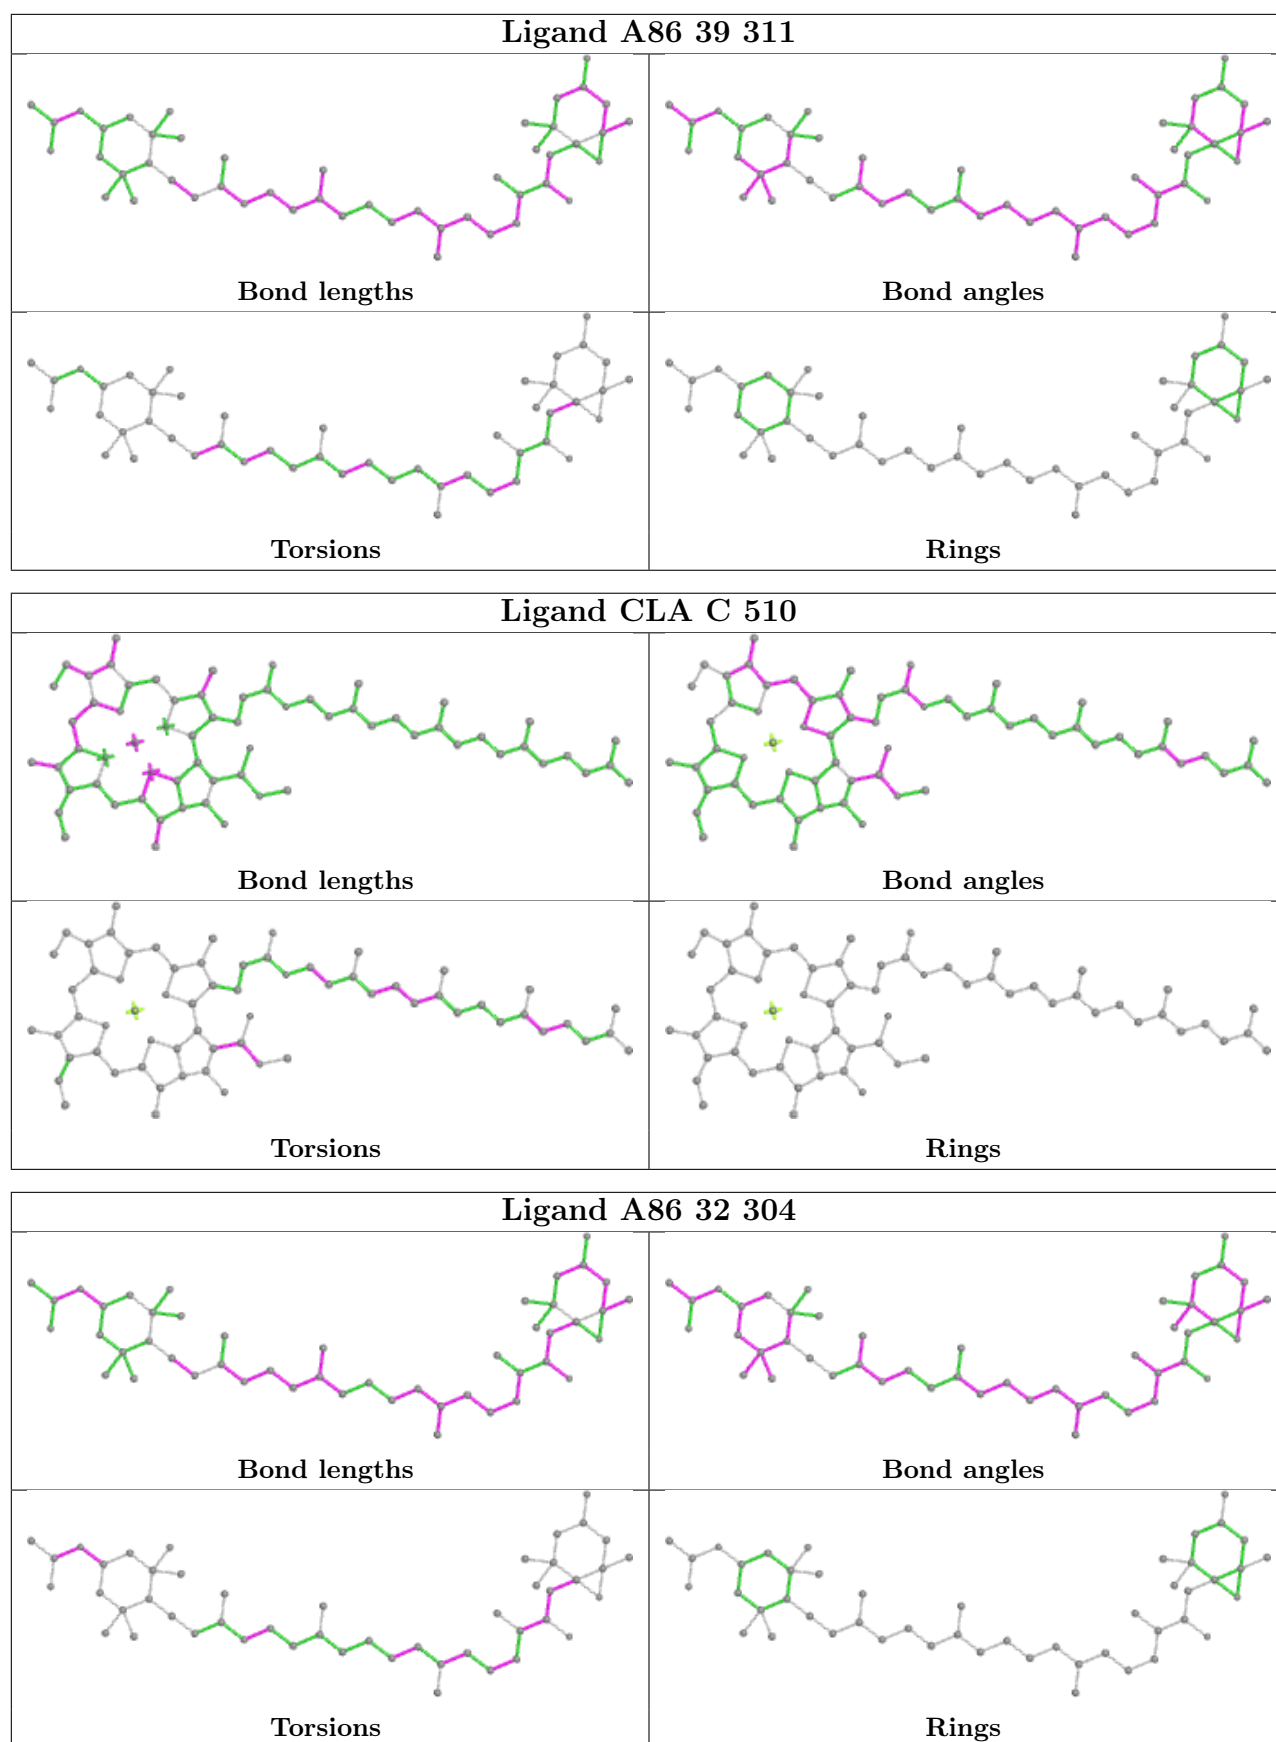 Ligand A86 39 311
Bond lengths
Bond angles
Torsions
Rings
Ligand CLA C 510
Bond lengths
Bond angles
Torsions
Rings
Ligand A86 32 304
Bond lengths
Bond angles
Torsions
Rings